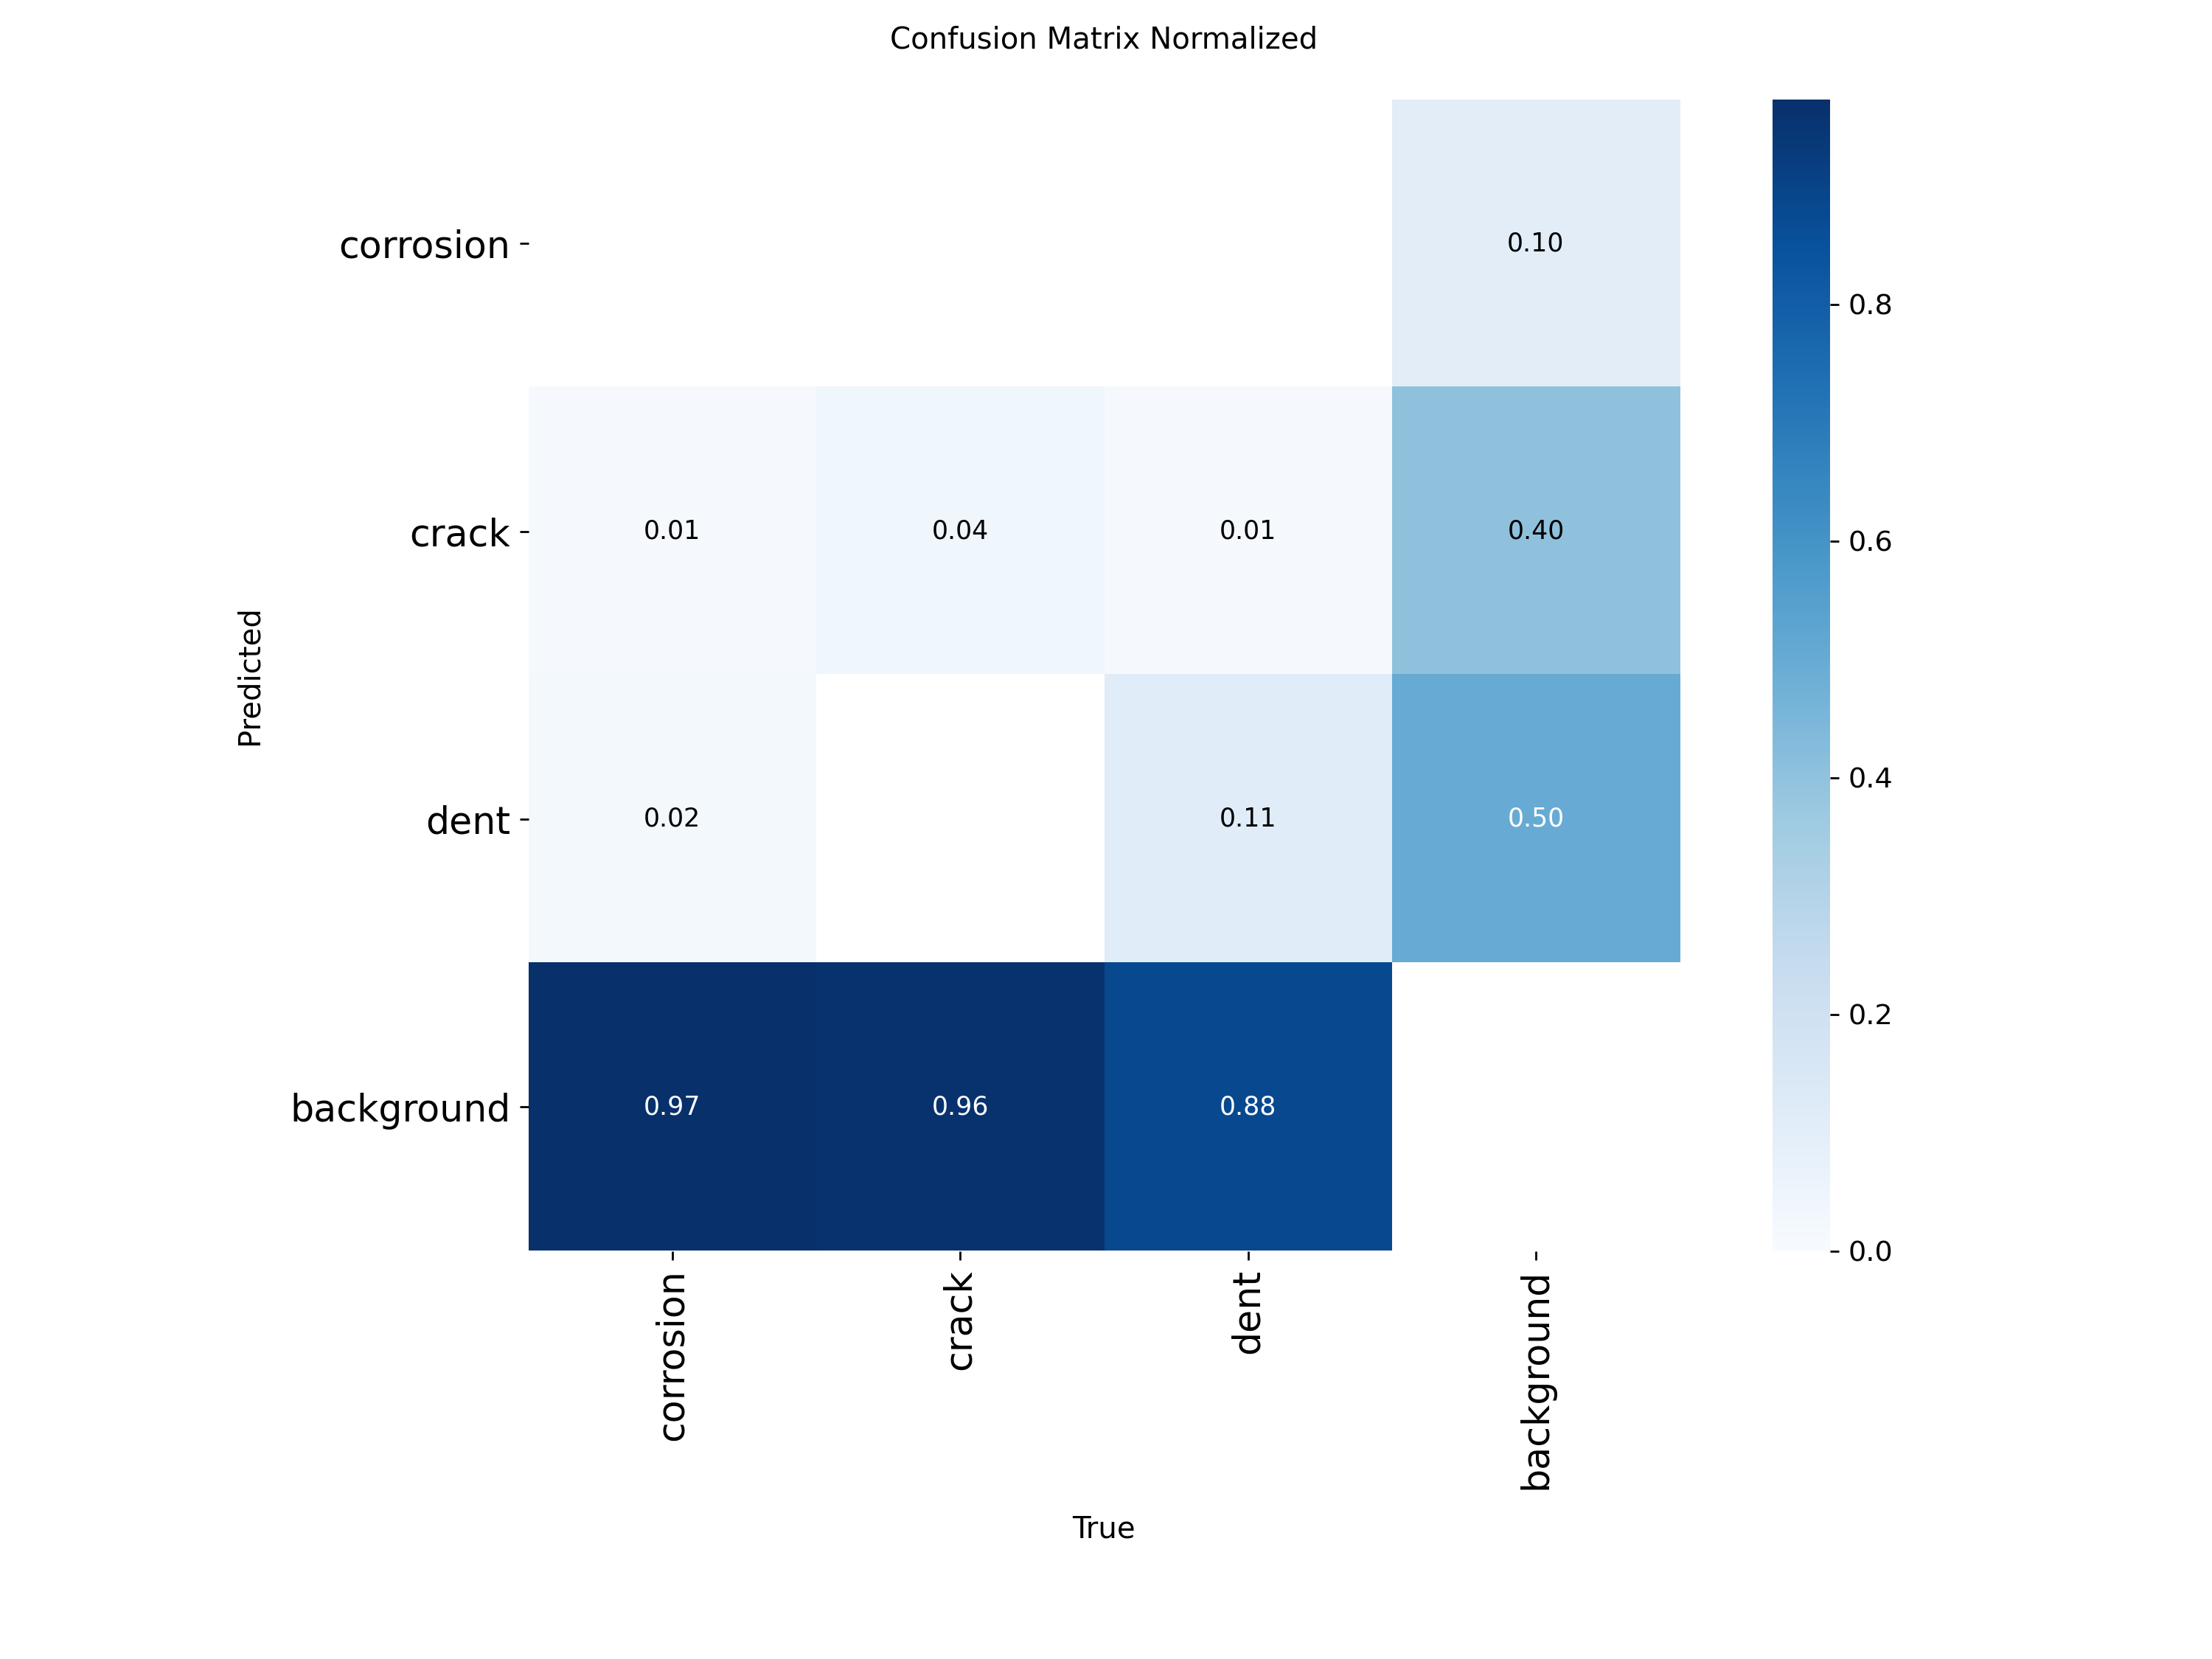 Confusion Matrix Normalized
corrosion
0.10
0.8
crack
0.01 0.04 0.01 0.40
0.6
Predicted
0.4
dent
0.02 0.11 0.50
0.2
background
0.97 0.96 0.88
0.0
corrosion
crack
dent
background
True